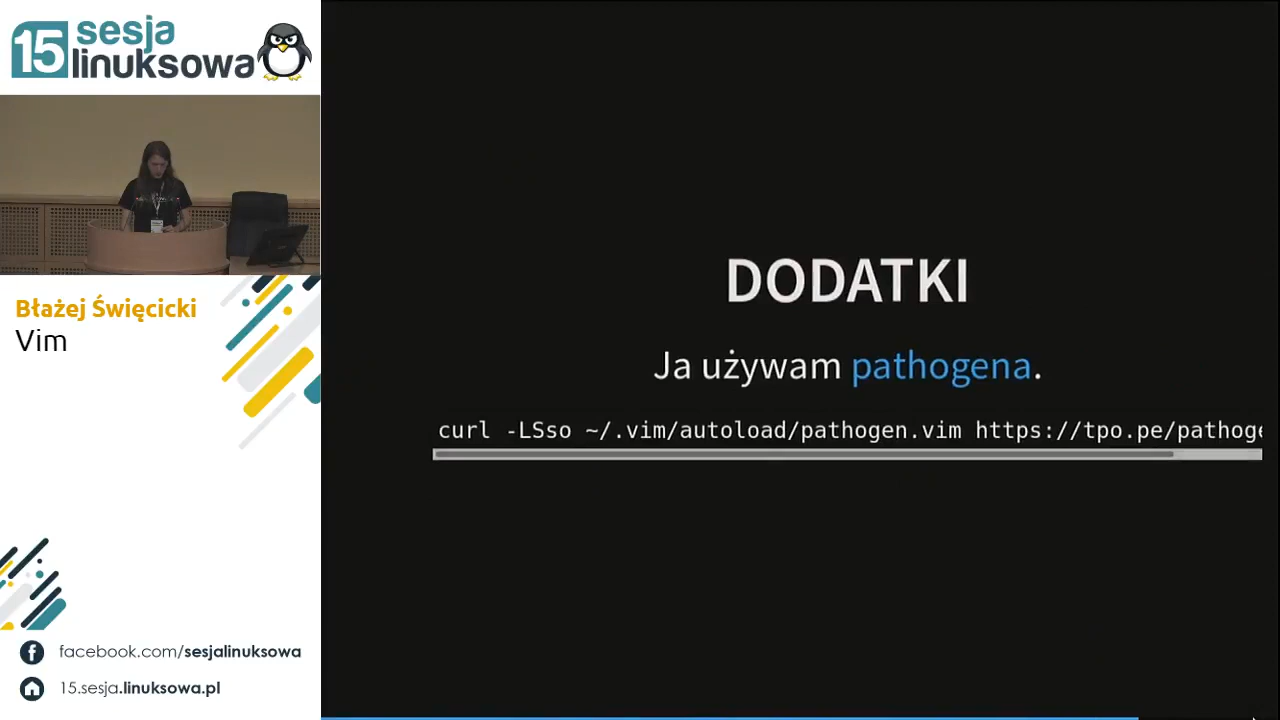 15 sesja
linuksowa
Błażej Święcicki
Vim
facebook.com/sesjalinuksowa
15.sesja.linuksowa.pl
DODATKI
Ja używam pathogena.
curl -LSso ~/.vim/autoload/pathogen.vim https://tpo.pe/pathoge